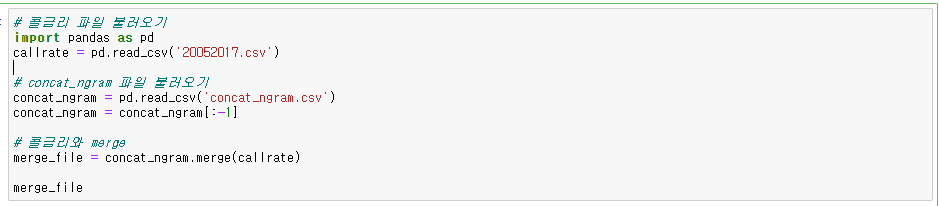 # 콜금리 파일 불러오기
import pandas as pd
callrate = pd.read_csv('20052017.csv')
# concat_ngram 파일 불러오기
concat_ngram = pd.read_csv('concat_ngram.csv')
concat_ngram = concat_ngram[:-1]
# 콜금리와 merge
merge_file = concat_ngram.merge(callrate)
merge_file